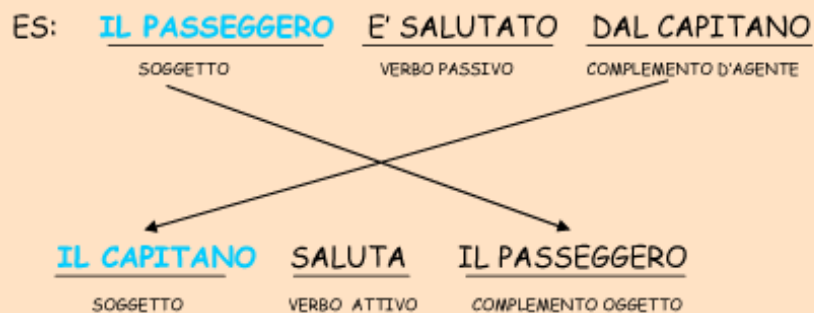 ES: IL PASSEGGERO E' SALUTATO DAL CAPITANO
SOGGETTO VERBO PASSIVO COMPLEMENTO D'AGENTE
IL CAPITANO SALUTA IL PASSEGGERO
SOGGETTO VERBO ATTIVO COMPLEMENTO OGGETTO